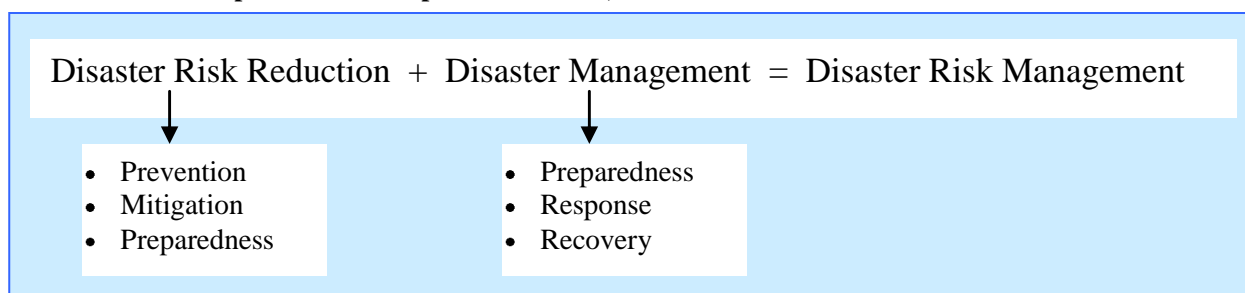 Disaster Risk Reduction + Disaster Management = Disaster Risk Management
• Prevention
• Mitigation
• Preparedness
• Preparedness
• Response
• Recovery